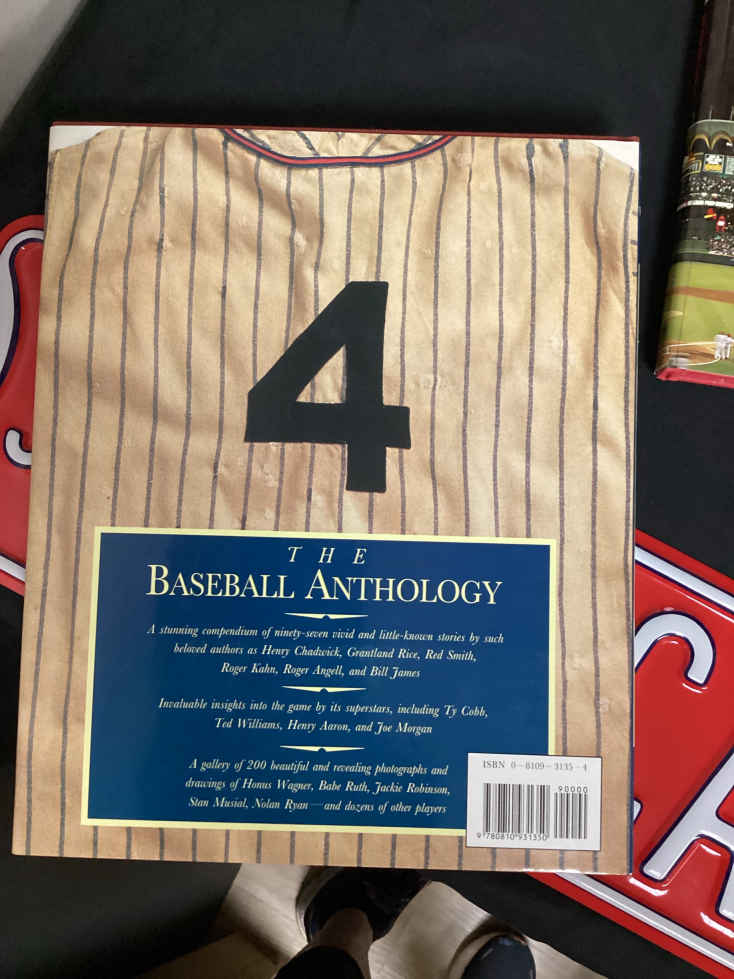 4
THE
BASEBALL ANTHOLOGY
A stunning compendium of ninety-seven vivid and little-known stories by such
beloved authors as Henry Chadwick, Grantland Rice, Red Smith,
Roger Kahn, Roger Angell, and Bill James
Invaluable insights into the game by its superstars, including Ty Cobb,
Ted Williams, Henry Aaron, and Joe Morgan
A gallery of 200 beautiful and revealing photographs and
drawings of Honus Wagner, Babe Ruth, Jackie Robinson,
Stan Musial, Nolan Ryan—and dozens of other players
ISBN 0-8109-3135-4
90000
9 780810 931350